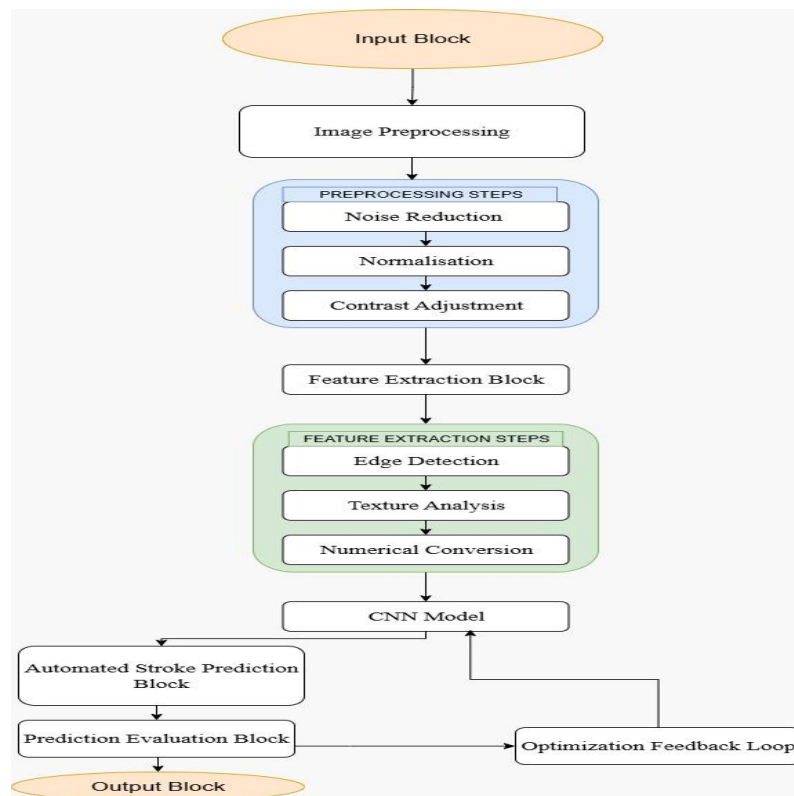 Input Block
Image Preprocessing
PREPROCESSING STEPS
Noise Reduction
Normalisation
Contrast Adjustment
Feature Extraction Block
FEATURE EXTRACTION STEPS
Edge Detection
Texture Analysis
Numerical Conversion
CNN Model
Automated Stroke Prediction
Block
Prediction Evaluation Block
Optimization Feedback Loop
Output Block